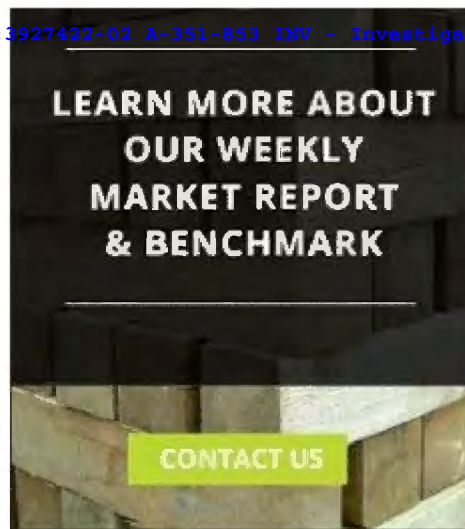 3927422-02 A-351-853 INV - Investiga
LEARN MORE ABOUT
OUR WEEKLY
MARKET REPORT
& BENCHMARK
CONTACT US